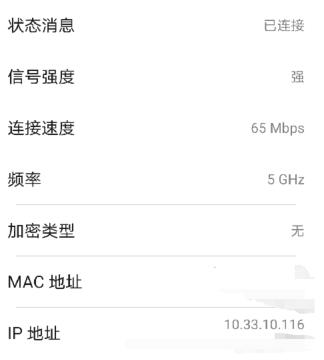 状态消息 已连接
信号强度 强
连接速度 65 Mbps
频率 5 GHz
加密类型 无
MAC 地址
IP 地址 10.33.10.116